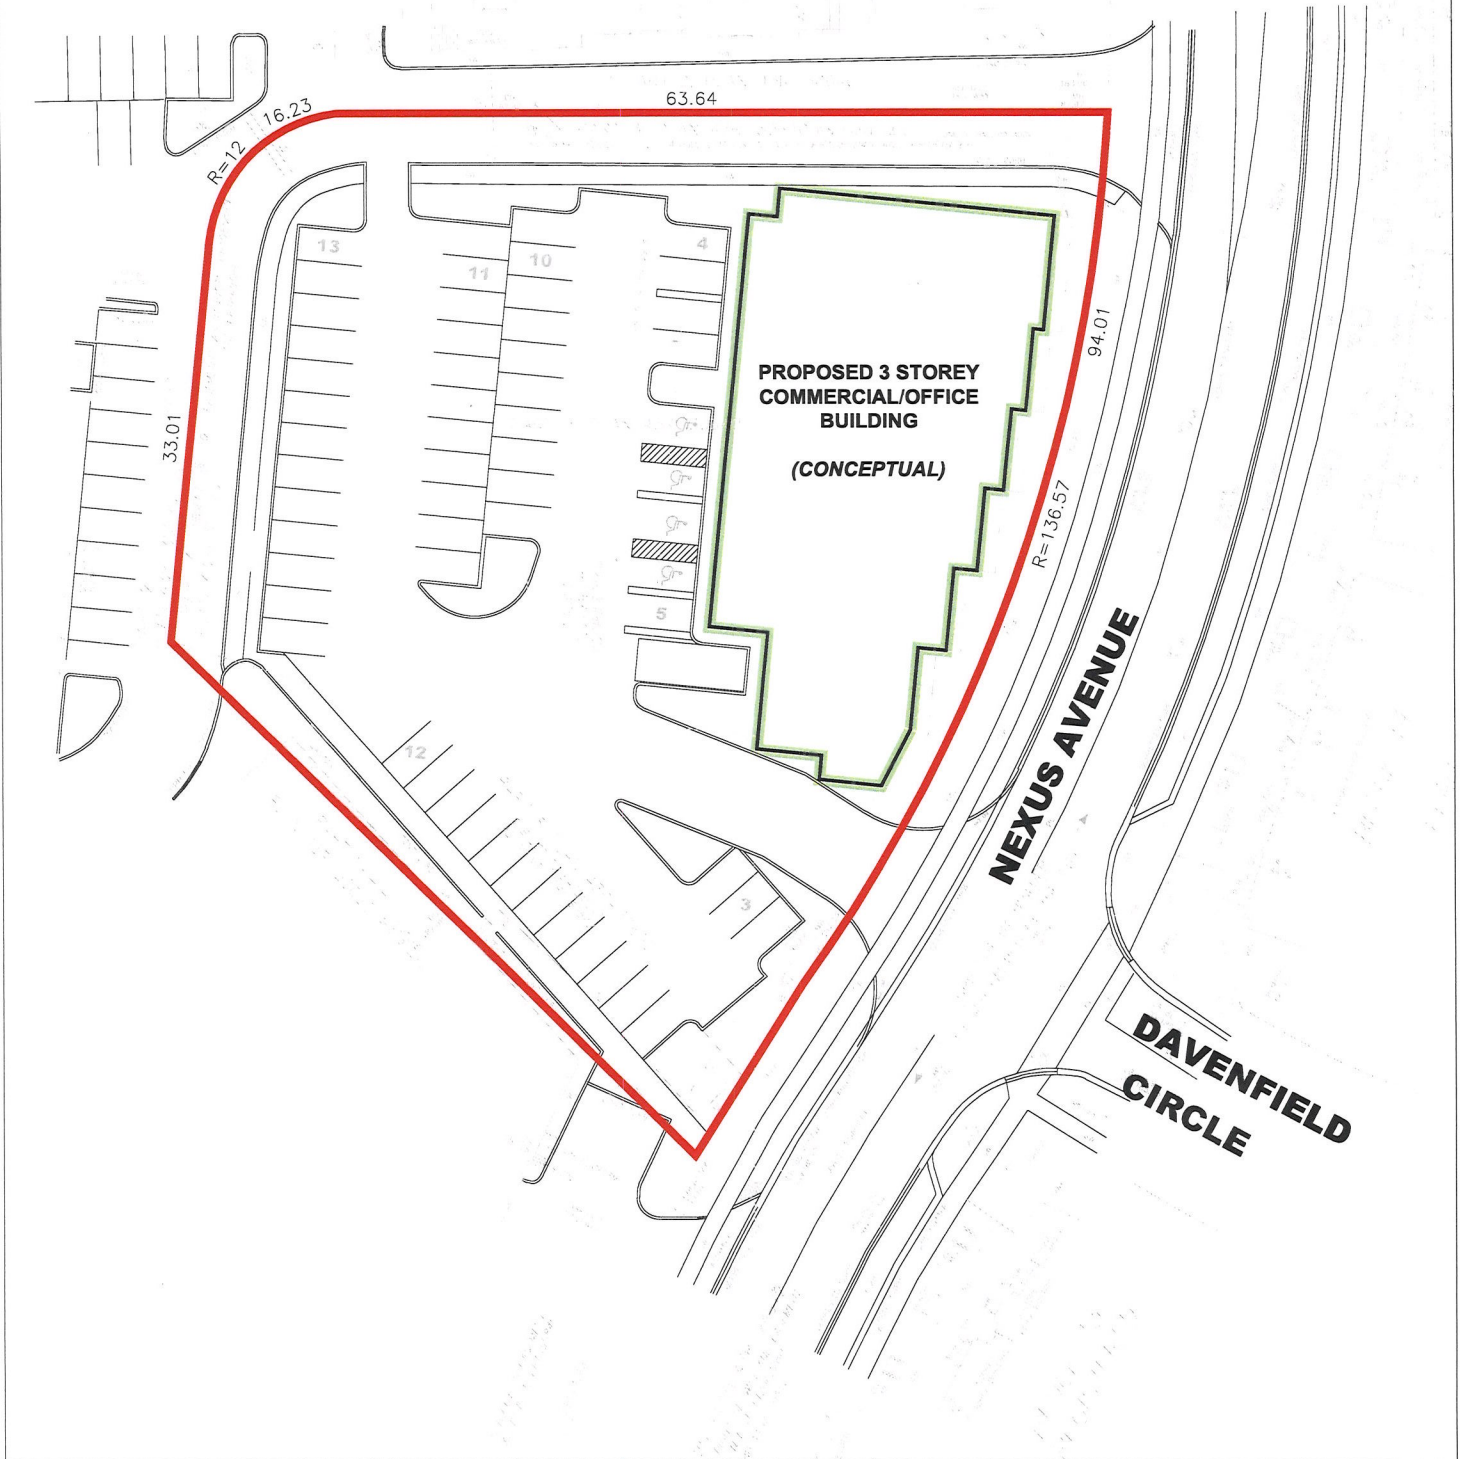 63.64
16.23
R=12
13
11
10
4
94.01
PROPOSED 3 STOREY
COMMERCIAL/OFFICE
BUILDING
(CONCEPTUAL)
33.01
R=136.57
5
NEXUS AVENUE
12
3
DAVENFIELD
CIRCLE